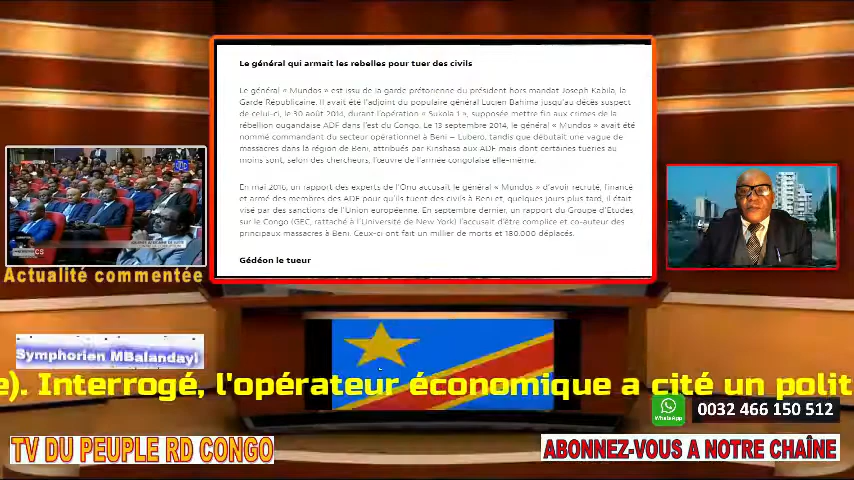 Le général qui armait les rebelles pour tuer des civils
Le général « Mundos » est issu de la garde prétorienne du président hors mandat Joseph Kabila, la
Garde Républicaine. Il avait été l'adjoint du populaire général Lucien Bahima jusqu'au décès suspect
de celui-ci, le 30 août 2014, durant l'opération « Sukola 1 », supposée mettre fin aux crimes de la
rébellion ougandaise ADF dans l'est du Congo. Le 13 septembre 2014, le général « Mundos » avait été
nommé commandant du secteur opérationnel à Beni – Lubero, tandis que débutait une vague de
massacres dans la région de Beni, attribués par Kinshasa aux ADF mais dont certaines tueries au
moins sont, selon des chercheurs, l'œuvre de l'armée congolaise elle-même.
En mai 2016, un rapport des experts de l'Onu accusait le général « Mundos » d'avoir recruté, financé
et armé des membres des ADF pour qu'ils tuent des civils à Beni et, quelques jours plus tard, il était
visé par des sanctions de l'Union européenne. En septembre dernier, un rapport du Groupe d'Etudes
sur le Congo (GEC, rattaché à l'Université de New York) l'accusait d'être complice et co-auteur des
principaux massacres à Beni. Ceux-ci ont fait un millier de morts et 180.000 déplacés.
Gédéon le tueur
Actualité commentée
Symphorien MBalandayi
e). Interrogé, l'opérateur économique a cité un polit
WhatsApp
0032 466 150 512
TV DU PEUPLE RD CONGO
ABONNEZ-VOUS A NOTRE CHAÎNE